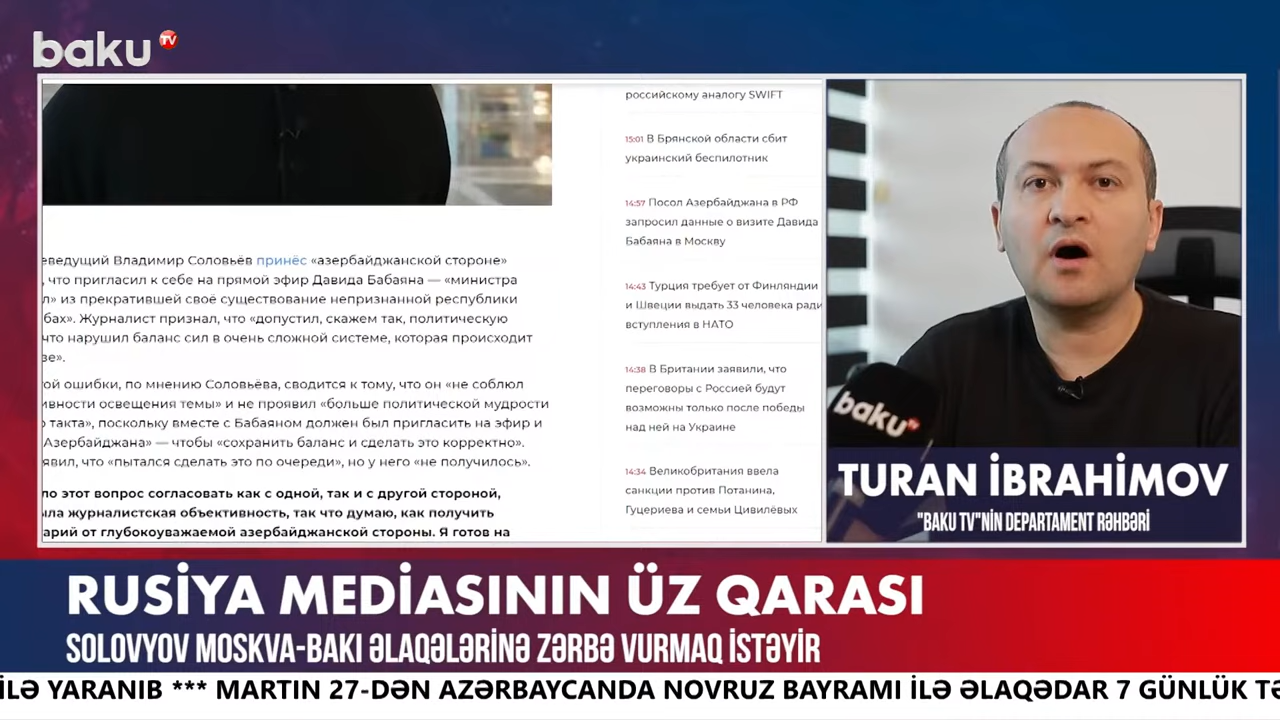 baku TV
российскому аналогу SWIFT
15:01 В Брянской области сбит
украинский беспилотник
14:57 Посол Азербайджана в РФ
запросил данные о визите Давида
Бабаяна в Москву
14:43 Турция требует от Финляндии
и Швеции выдать 33 человека ради
вступления в НАТО
14:38 В Британии заявили, что
переговоры с Россией будут
возможны только после победы
над ней на Украине
14:34 Великобритания ввела
санкции против Потанина,
Гуцериева и семьи Цивилёвых
еведущий Владимир Соловьёв принёс «азербайджанской стороне»
, что пригласил к себе на прямой эфир Давида Бабаяна — «министра
л» из прекратившей своё существование непризнанной республики
бах». Журналист признал, что «допустил, скажем так, политическую
что нарушил баланс сил в очень сложной системе, которая происходит
зе».
ой ошибки, по мнению Соловьёва, сводится к тому, что он «не соблюл
ивности освещения темы» и не проявил «больше политической мудрости
о такта», поскольку вместе с Бабаяном должен был пригласить на эфир и
Азербайджана» — чтобы «сохранить баланс и сделать это корректно».
явил, что «пытался сделать это по очереди», но у него «не получилось».
ло этот вопрос согласовать как с одной, так и с другой стороной,
ыла журналистская объективность, так что думаю, как получить
арий от глубокоуважаемой азербайджанской стороны. Я готов на
baku TV
TURAN İBRAHİMOV
"BAKU TV"NİN DEPARTAMENT RƏHBƏRİ
RUSİYA MEDİASININ ÜZ QARASI
SOLOVYOV MOSKVA-BAKI ƏLAQƏLƏRİNƏ ZƏRBƏ VURMAQ İSTƏYİR
İLƏ YARANIB *** MARTIN 27-DƏN AZƏRBAYCANDA NOVRUZ BAYRAMI İLƏ ƏLAQƏDAR 7 GÜNLÜK TƏ